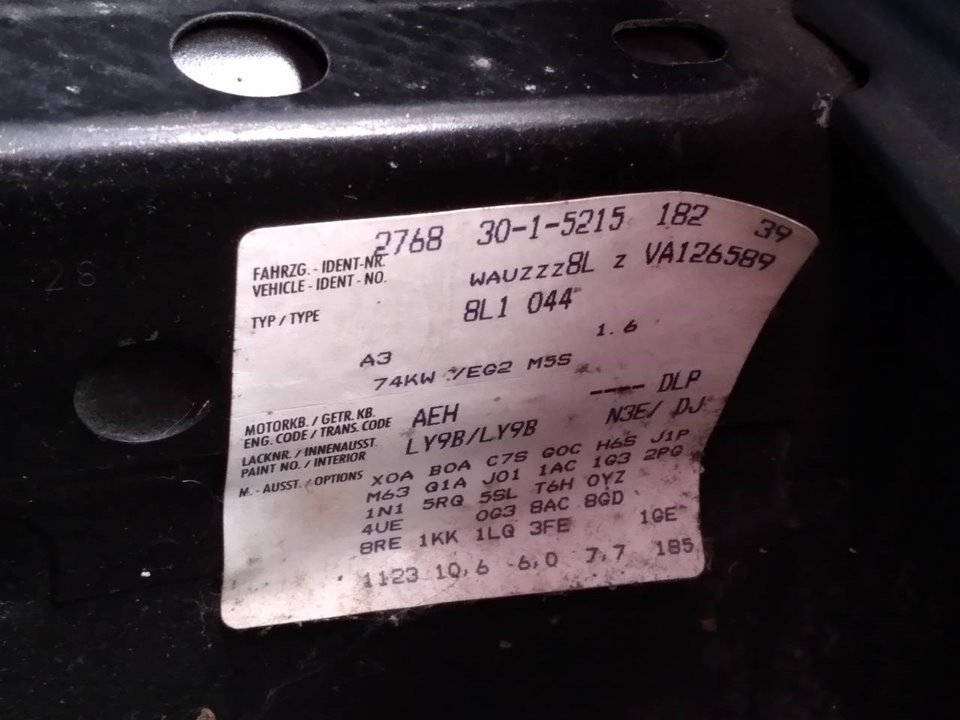 2768 30-1-5215 182 39
FAHRZG. - IDENT-NR.
VEHICLE - IDENT - NO. WAUZZZ8L Z VA126589
TYP / TYPE 8L1 044
A3 1.6
74KW /EG2 M5S
MOTORKB. / GETR. KB.
ENG. CODE / TRANS. CODE AEH ---- DLP
LACKNR. / INNENAUSST.
PAINT NO. / INTERIOR LY9B/LY9B N3E/ DJ
M. - AUSST. / OPTIONS X0A B0A C7S G0C H6S J1P
M63 Q1A J01 1AC 1G3 2PG
1N1 5RQ 5SL T6H 0YZ
4UE 0G3 8AC 8GD
8RE 1KK 1LQ 3FE 1GE
1123 10,6 6,0 7,7 185
28